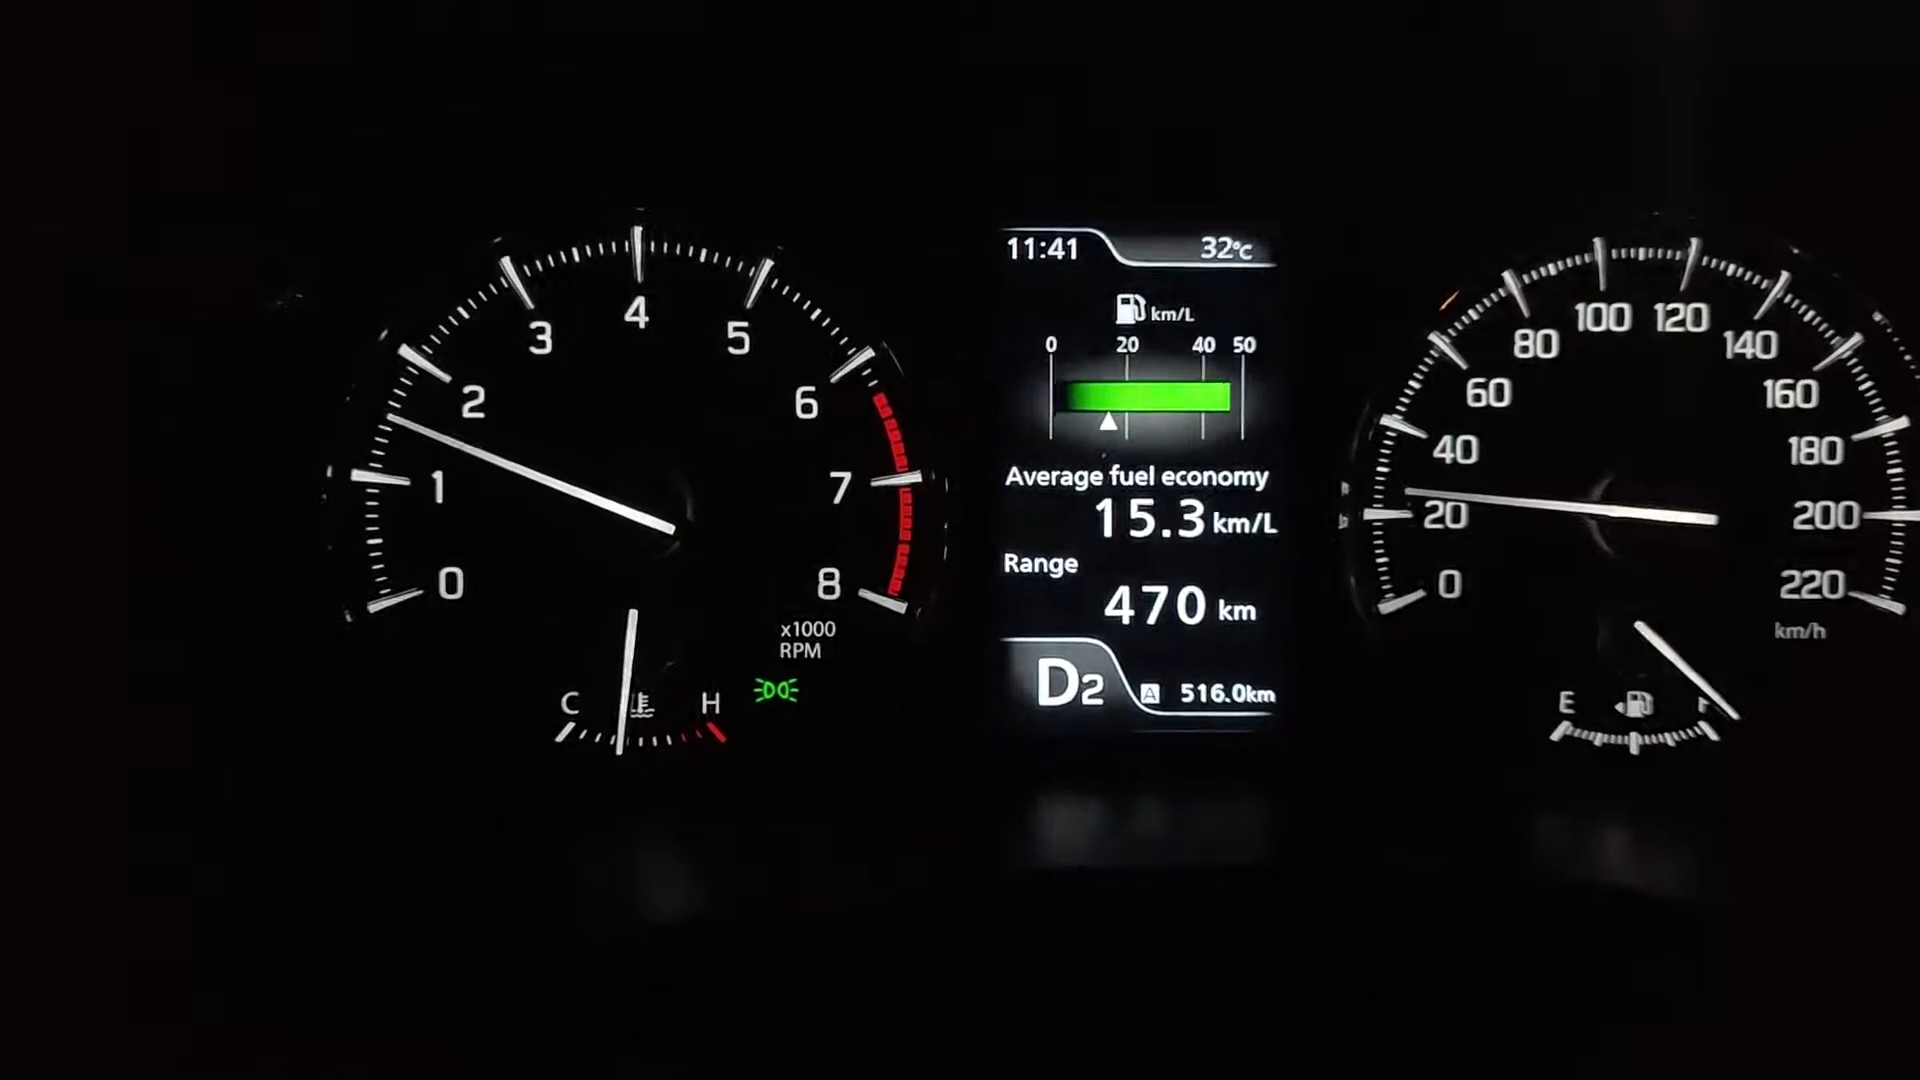 0
1
2
3
4
5
6
7
8
x1000
RPM
C
H
11:41 32°C
km/L
0 20 40 50
Average fuel economy
15.3 km/L
Range
470 km
D2 A 516.0km
0
20
40
60
80
100
120
140
160
180
200
220
km/h
E